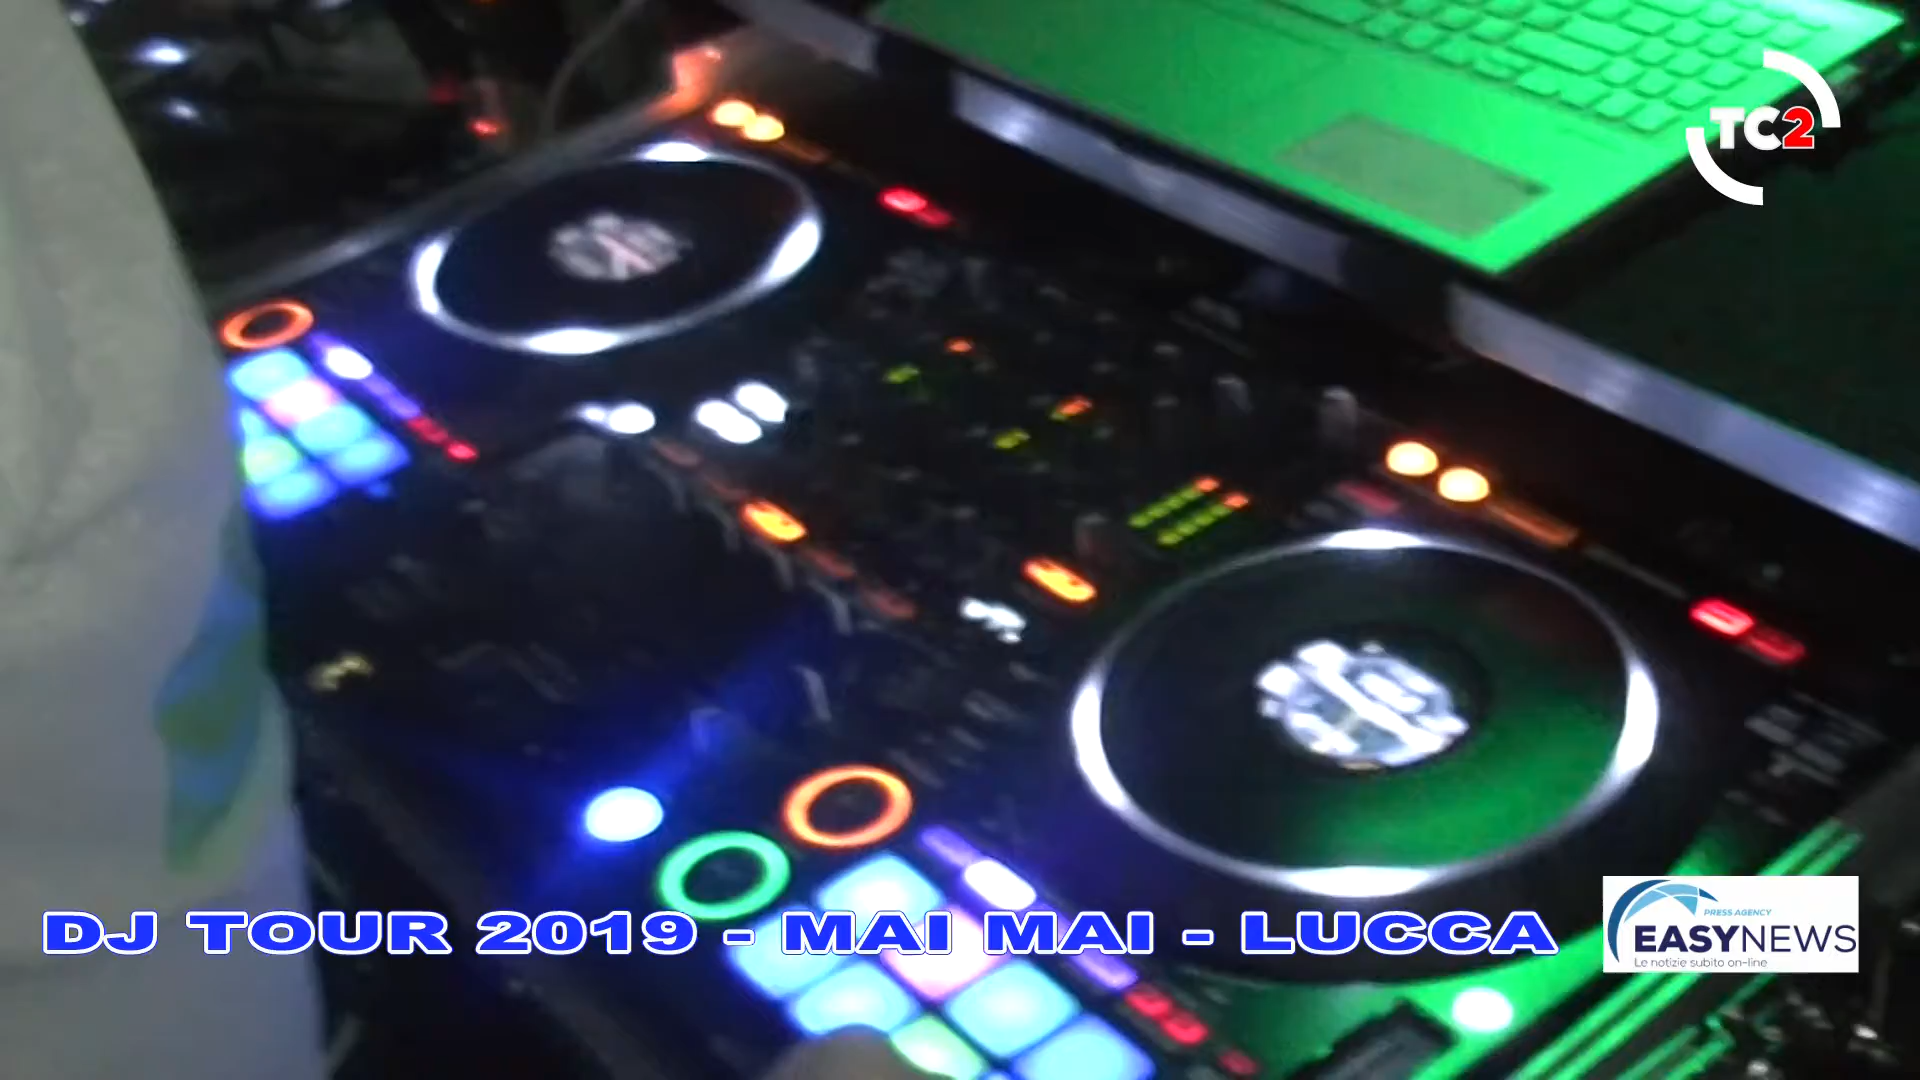 TC2
DJ TOUR 2019 - MAI MAI - LUCCA
PRESS AGENCY
EASYNEWS
Le notizie subito on-line